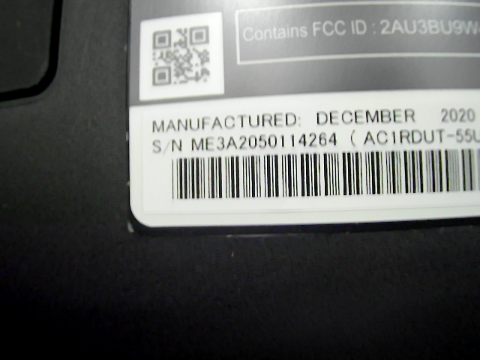 Contains FCC ID : 2AU3BU9W
MANUFACTURED: DECEMBER 2020
S/N ME3A2050114264 ( AC1RDUT-55U